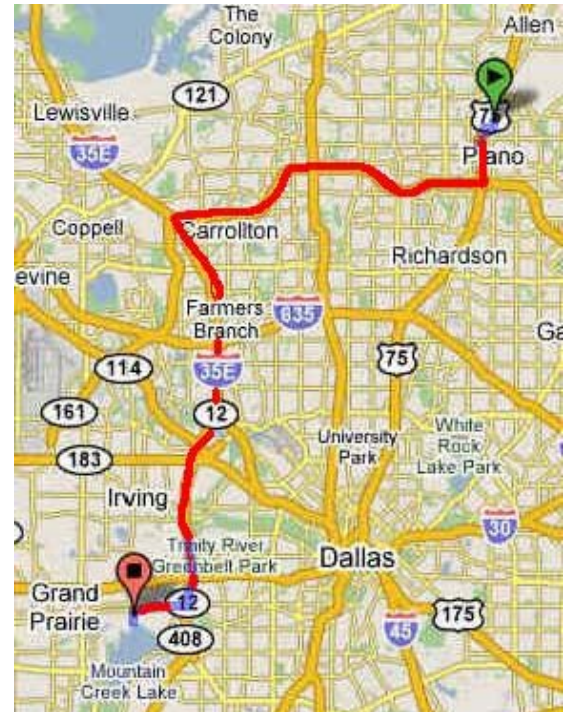 The
Colony
Allen
121
75
Lewisville
35E
Plano
Coppell
Carrollton
Richardson
evine
Farmers
Branch
635
Ga
114
35E
75
161
12
White
Rock
Lake Park
University
Park
183
Irving
30
Trinity River
Greenbelt Park
Dallas
Grand
Prairie
12
175
408
45
Mountain
Creek Lake